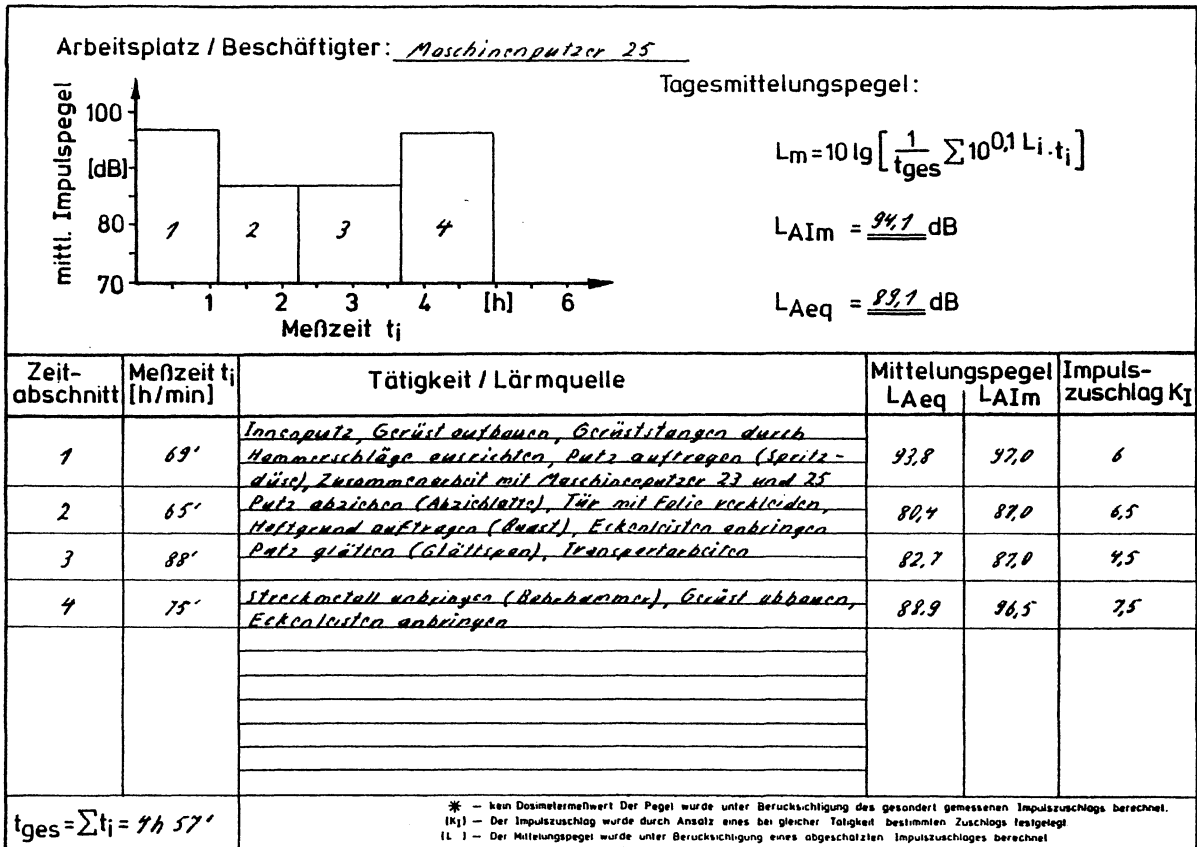 Arbeitsplatz / Beschäftigter: Maschinenputzer 25
mittl. Impulspegel
[dB]
100
80
70
1 2 3 4
1 2 3 4 [h] 6
Meßzeit ti
Tagesmittelungspegel:
Lm = 10 lg [ 1/tges ∑ 10^0,1 Li . ti ]
LAIm = 94,1 dB
LAeq = 89,1 dB
Zeit-abschnitt | Meßzeit ti [h/min] | Tätigkeit / Lärmquelle | Mittelungspegel LAeq LAIm | Impuls-zuschlag KI
Innenputz, Gerüst aufbauen, Gerüststangen durch
1 69' Hammerschläge ausrichten, Putz auftragen (Spritz- 93,8 97,0 6
düse), Zusammenarbeit mit Maschinenputzer 23 und 25
2 65' Putz abziehen (Abziehlatte), Tür mit Folie verkleiden, 80,4 87,0 6,5
Haftgrund auftragen (Quast), Eckenleisten anbringen
3 88' Putz glätten (Glättspan), Transportarbeiten 82,7 87,0 4,5
4 75' Streckmetall anbringen (Bohrhammer), Gerüst abbauen, 88.9 96,5 7,5
Eckenleisten anbringen
tges = ∑ti = 4h 57'
* – kein Dosimetermeßwert Der Pegel wurde unter Berucksichtigung des gesondert gemessenen Impulszuschlags berechnet.
(KI) – Der Impulszuschlag wurde durch Ansatz eines bei gleicher Tatigkeit bestimmten Zuschlags festgelegt
(L ) – Der Mittelungspegel wurde unter Berucksichtigung eines abgeschatzten Impulszuschlages berechnet